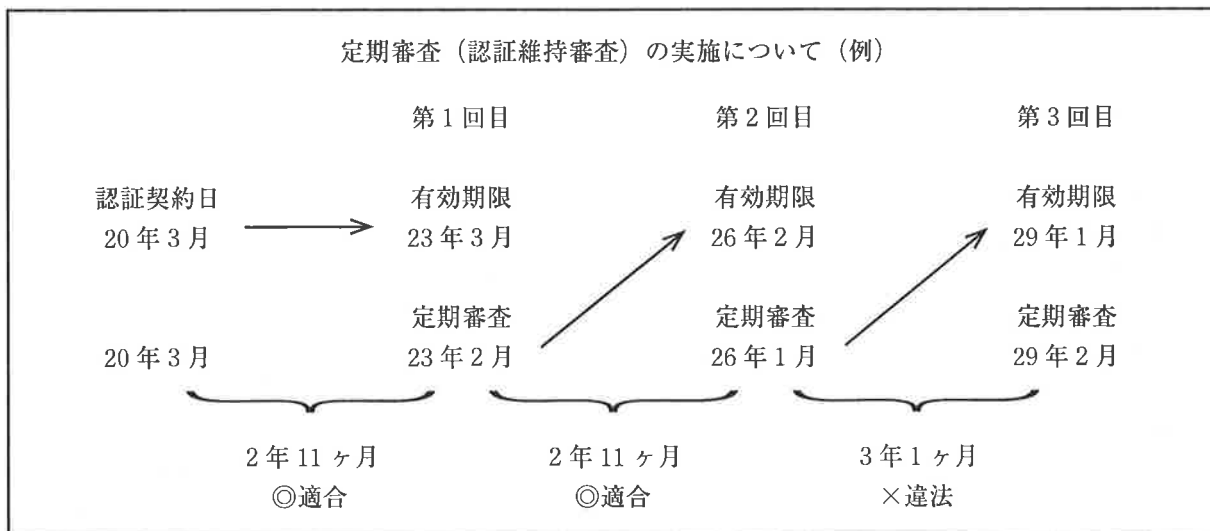 定期審査（認証維持審査）の実施について（例）
第1回目 第2回目 第3回目
認証契約日 有効期限 有効期限 有効期限
20年3月 23年3月 26年2月 29年1月
定期審査 定期審査 定期審査
20年3月 23年2月 26年1月 29年2月
2年11ヶ月 2年11ヶ月 3年1ヶ月
◎適合 ◎適合 ×違法